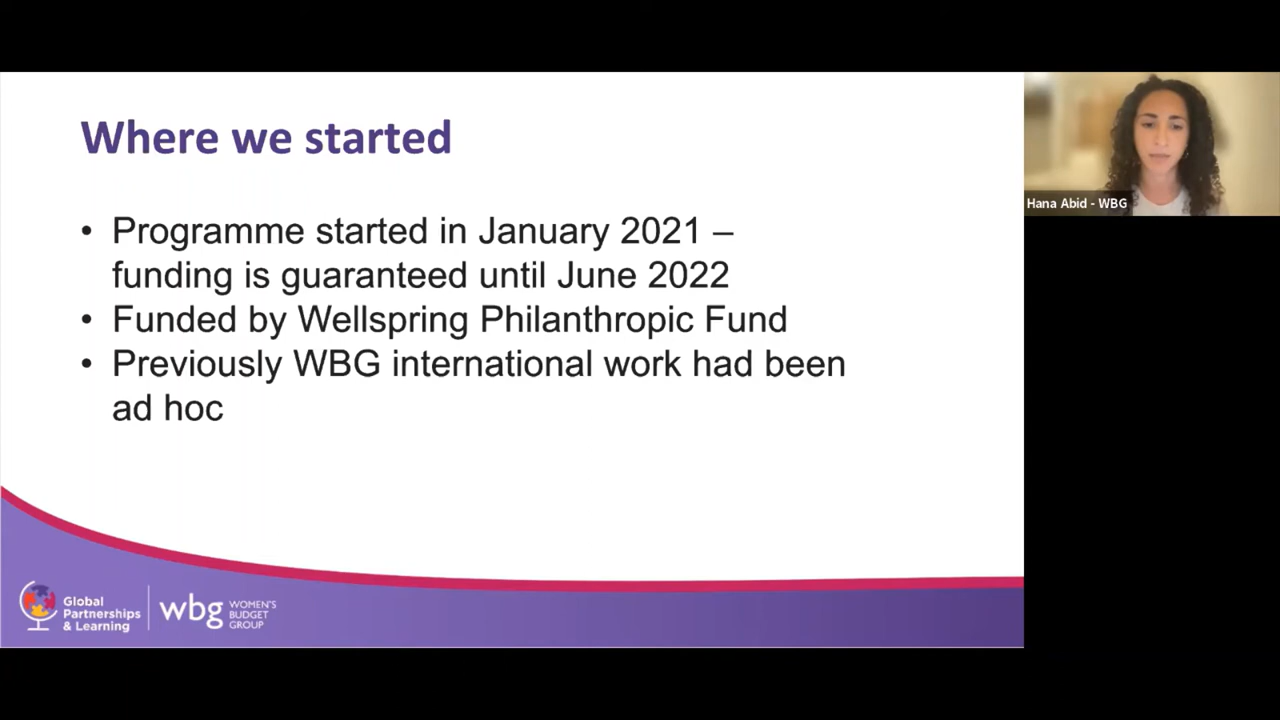 Where we started
• Programme started in January 2021 –
funding is guaranteed until June 2022
• Funded by Wellspring Philanthropic Fund
• Previously WBG international work had been
ad hoc
Hana Abid - WBG
Global
Partnerships
& Learning
wbg
WOMEN'S
BUDGET
GROUP